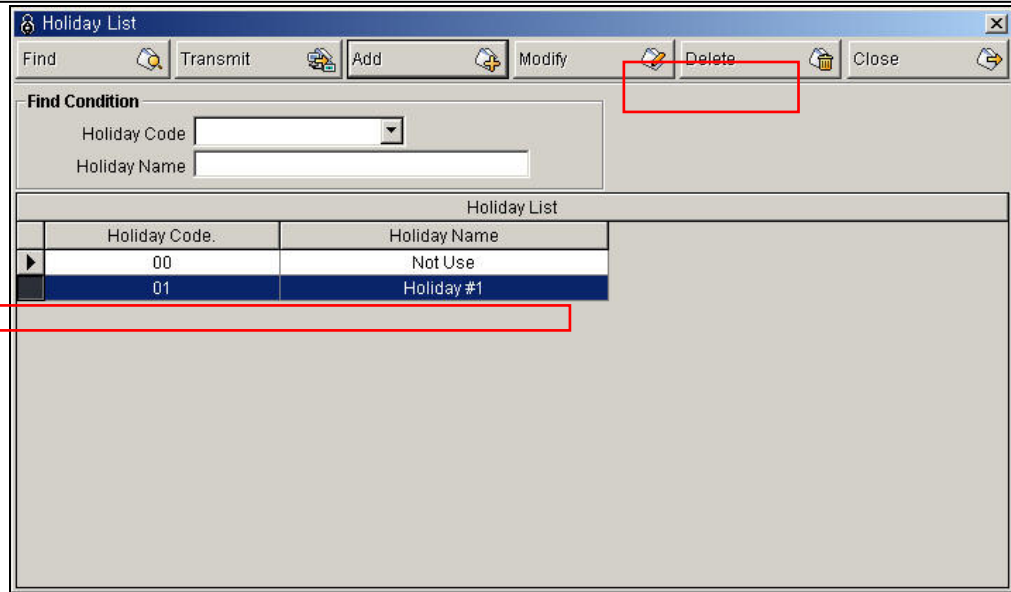 Holiday List
Find Transmit Add Modify Delete Close
Find Condition
Holiday Code
Holiday Name
Holiday List
Holiday Code. Holiday Name
00 Not Use
01 Holiday #1